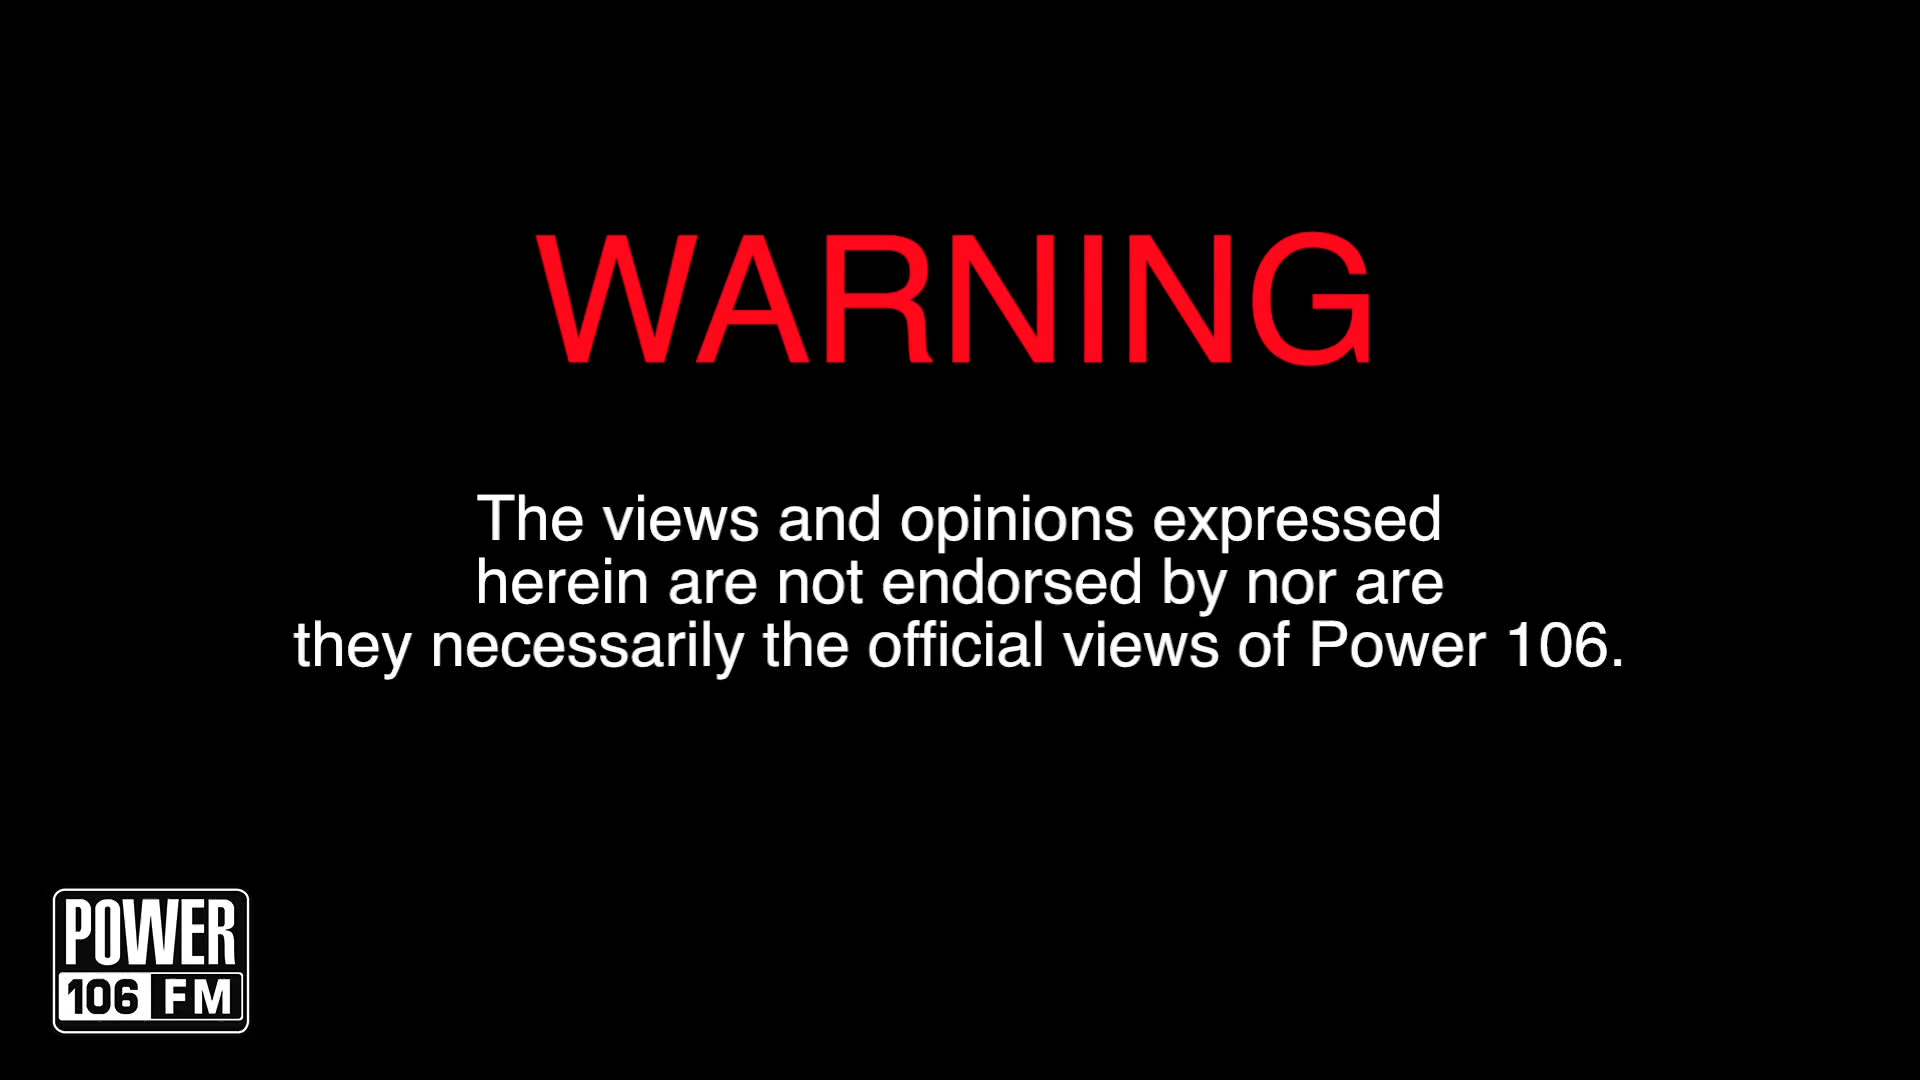 WARNING
The views and opinions expressed
herein are not endorsed by nor are
they necessarily the official views of Power 106.
POWER
106 FM